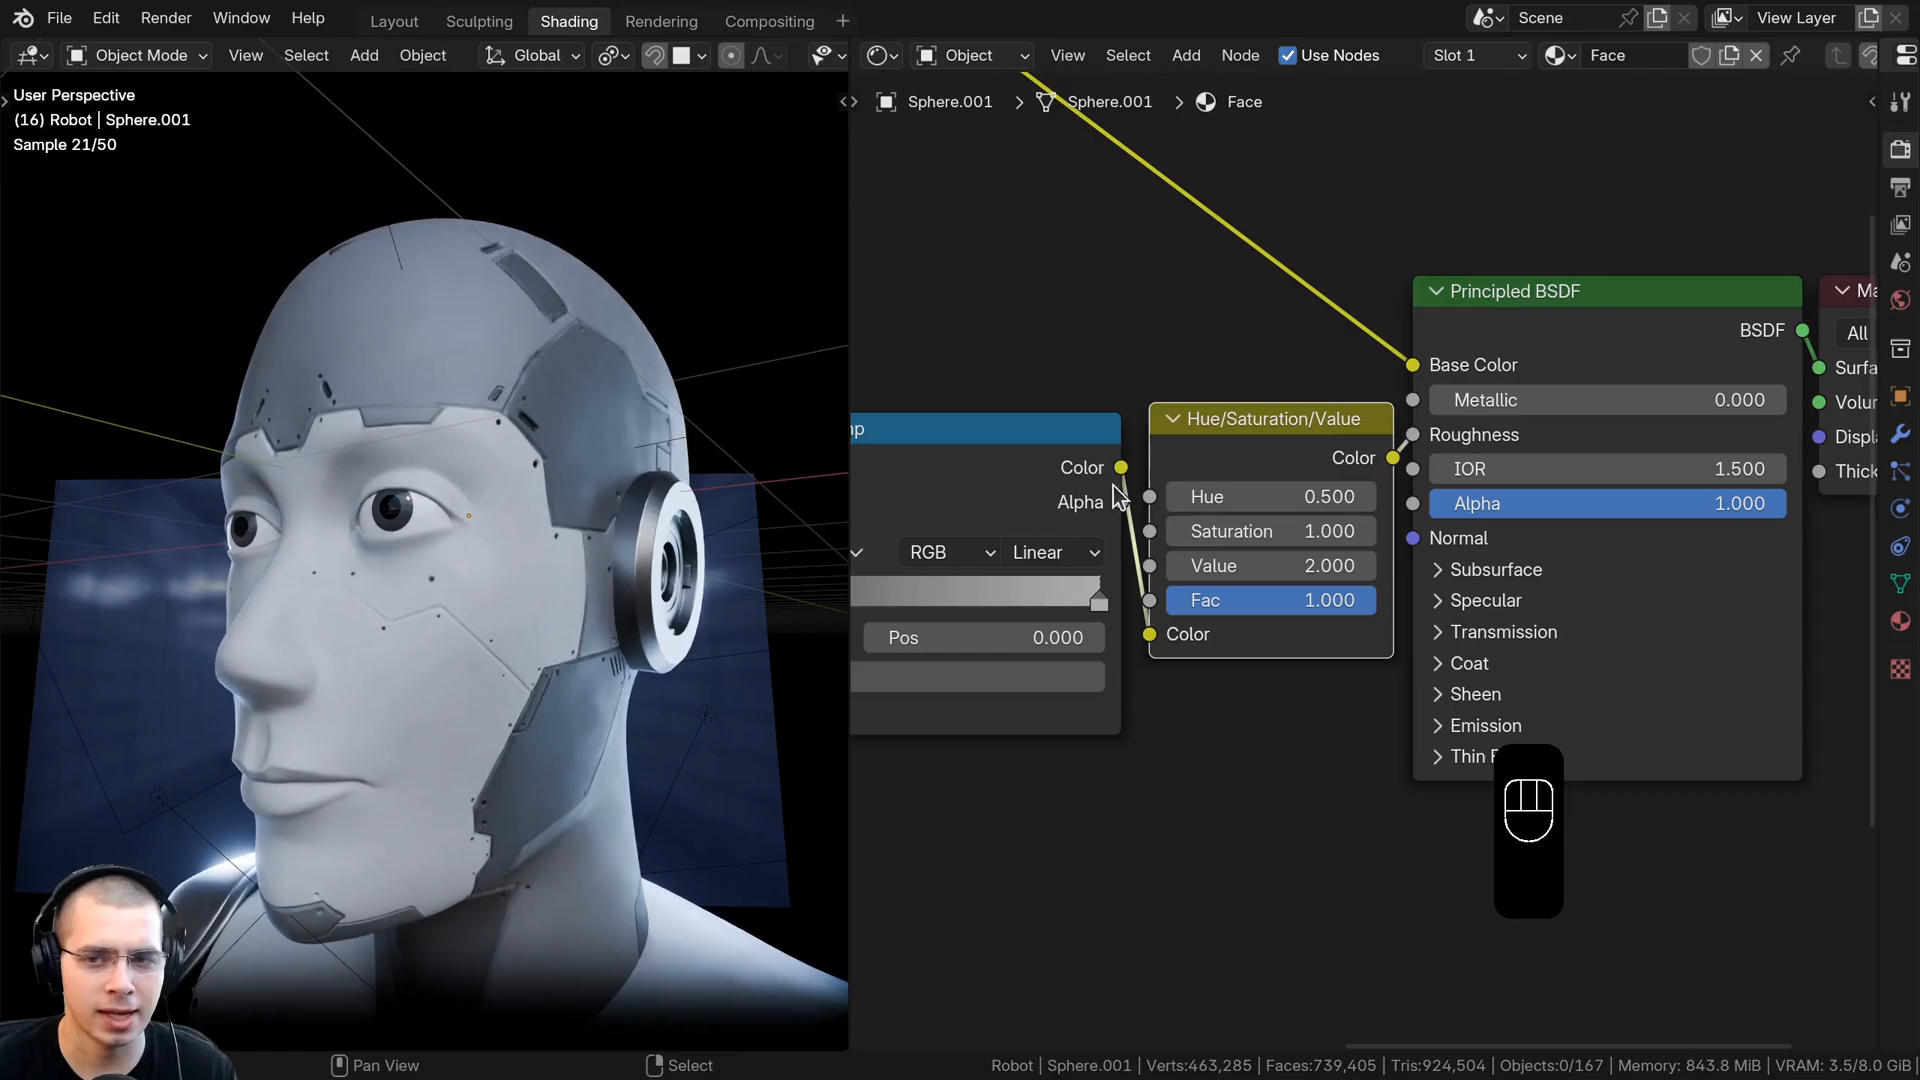 File Edit Render Window Help Layout Sculpting Shading Rendering Compositing + Scene View Layer
Object Mode View Select Add Object Global Object View Select Add Node Use Nodes Slot 1 Face
User Perspective
(16) Robot | Sphere.001
Sample 21/50
Sphere.001 > Sphere.001 > Face
mp
Color
Alpha
RGB Linear
Pos 0.000
Hue/Saturation/Value
Color
Hue 0.500
Saturation 1.000
Value 2.000
Fac 1.000
Color
Principled BSDF
BSDF
Base Color
Metallic 0.000
Roughness
IOR 1.500
Alpha 1.000
Normal
Subsurface
Specular
Transmission
Coat
Sheen
Emission
Thin F
Ma
All
Surfa
Volu
Displ
Thick
Pan View Select Robot | Sphere.001 | Verts:463,285 | Faces:739,405 | Tris:924,504 | Objects:0/167 | Memory: 843.8 MiB | VRAM: 3.5/8.0 GiB